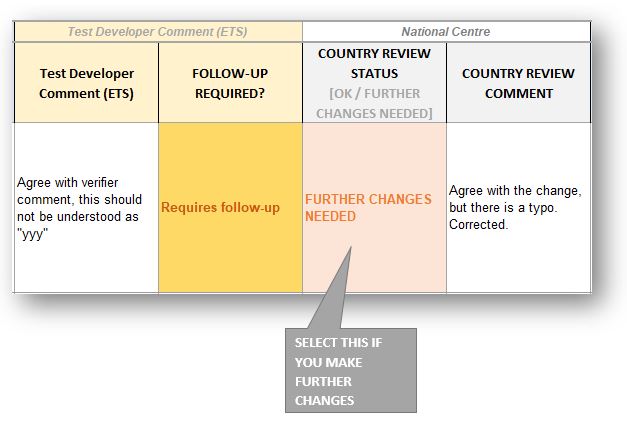 Test Developer Comment (ETS)
National Centre
Test Developer
Comment (ETS)
FOLLOW-UP
REQUIRED?
COUNTRY REVIEW
STATUS
[OK / FURTHER
CHANGES NEEDED]
COUNTRY REVIEW
COMMENT
Agree with verifier
comment, this should
not be understood as
"yyy"
Requires follow-up
FURTHER CHANGES
NEEDED
Agree with the change,
but there is a typo.
Corrected.
SELECT THIS IF
YOU MAKE
FURTHER
CHANGES